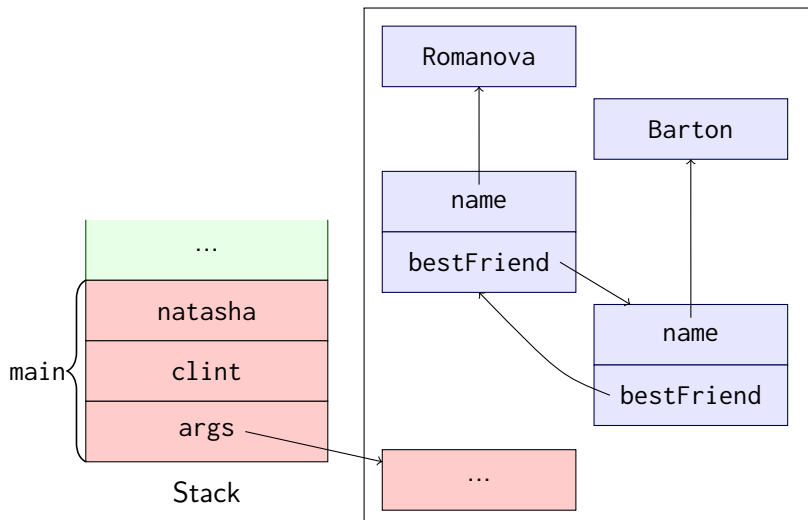 Romanova
Barton
name
bestFriend
name
bestFriend
...
natasha
clint
args
main
Stack
...